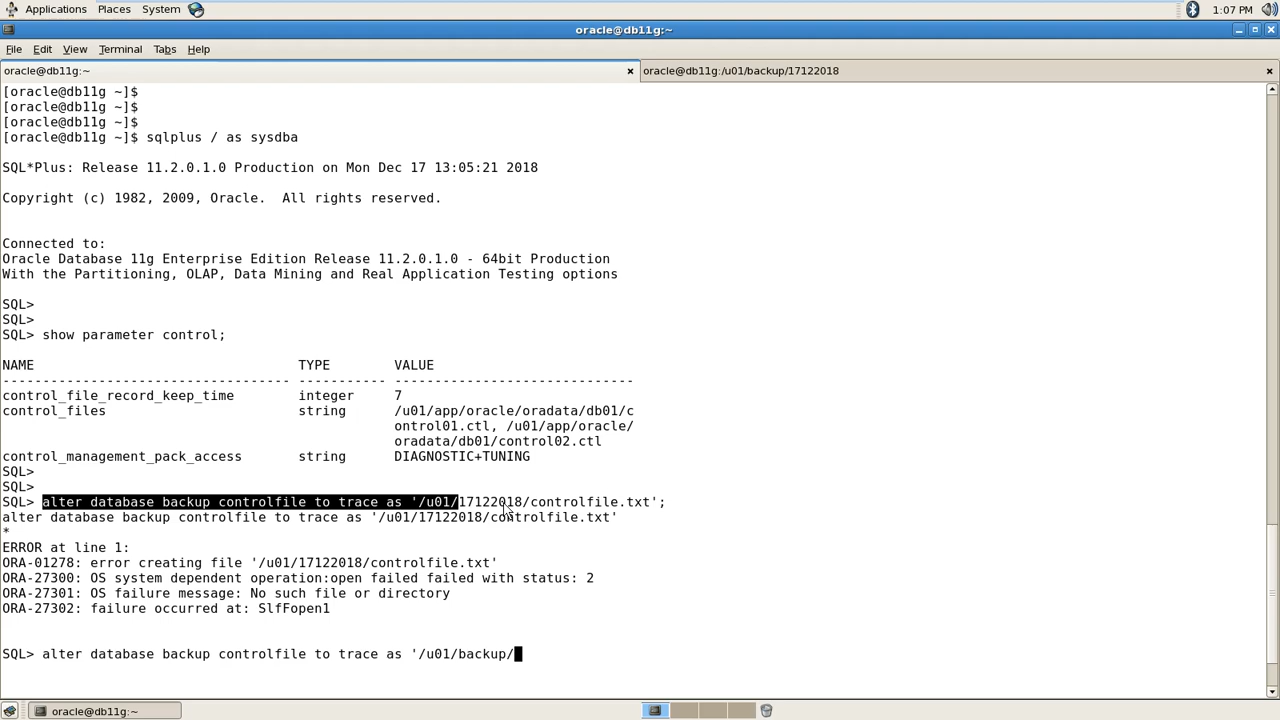 Applications Places System 1:07 PM
oracle@db11g:~
File Edit View Terminal Tabs Help
oracle@db11g:~ oracle@db11g:/u01/backup/17122018
[oracle@db11g ~]$
[oracle@db11g ~]$
[oracle@db11g ~]$
[oracle@db11g ~]$ sqlplus / as sysdba
SQL*Plus: Release 11.2.0.1.0 Production on Mon Dec 17 13:05:21 2018
Copyright (c) 1982, 2009, Oracle.  All rights reserved.
Connected to:
Oracle Database 11g Enterprise Edition Release 11.2.0.1.0 - 64bit Production
With the Partitioning, OLAP, Data Mining and Real Application Testing options
SQL>
SQL>
SQL> show parameter control;
NAME                                 TYPE        VALUE
------------------------------------ ----------- ------------------------------
control_file_record_keep_time        integer     7
control_files                        string      /u01/app/oracle/oradata/db01/c
ontrol01.ctl, /u01/app/oracle/
oradata/db01/control02.ctl
control_management_pack_access       string      DIAGNOSTIC+TUNING
SQL>
SQL>
SQL> alter database backup controlfile to trace as '/u01/17122018/controlfile.txt';
alter database backup controlfile to trace as '/u01/17122018/controlfile.txt'
*
ERROR at line 1:
ORA-01278: error creating file '/u01/17122018/controlfile.txt'
ORA-27300: OS system dependent operation:open failed failed with status: 2
ORA-27301: OS failure message: No such file or directory
ORA-27302: failure occurred at: SlfFopen1
SQL> alter database backup controlfile to trace as '/u01/backup/
oracle@db11g:~